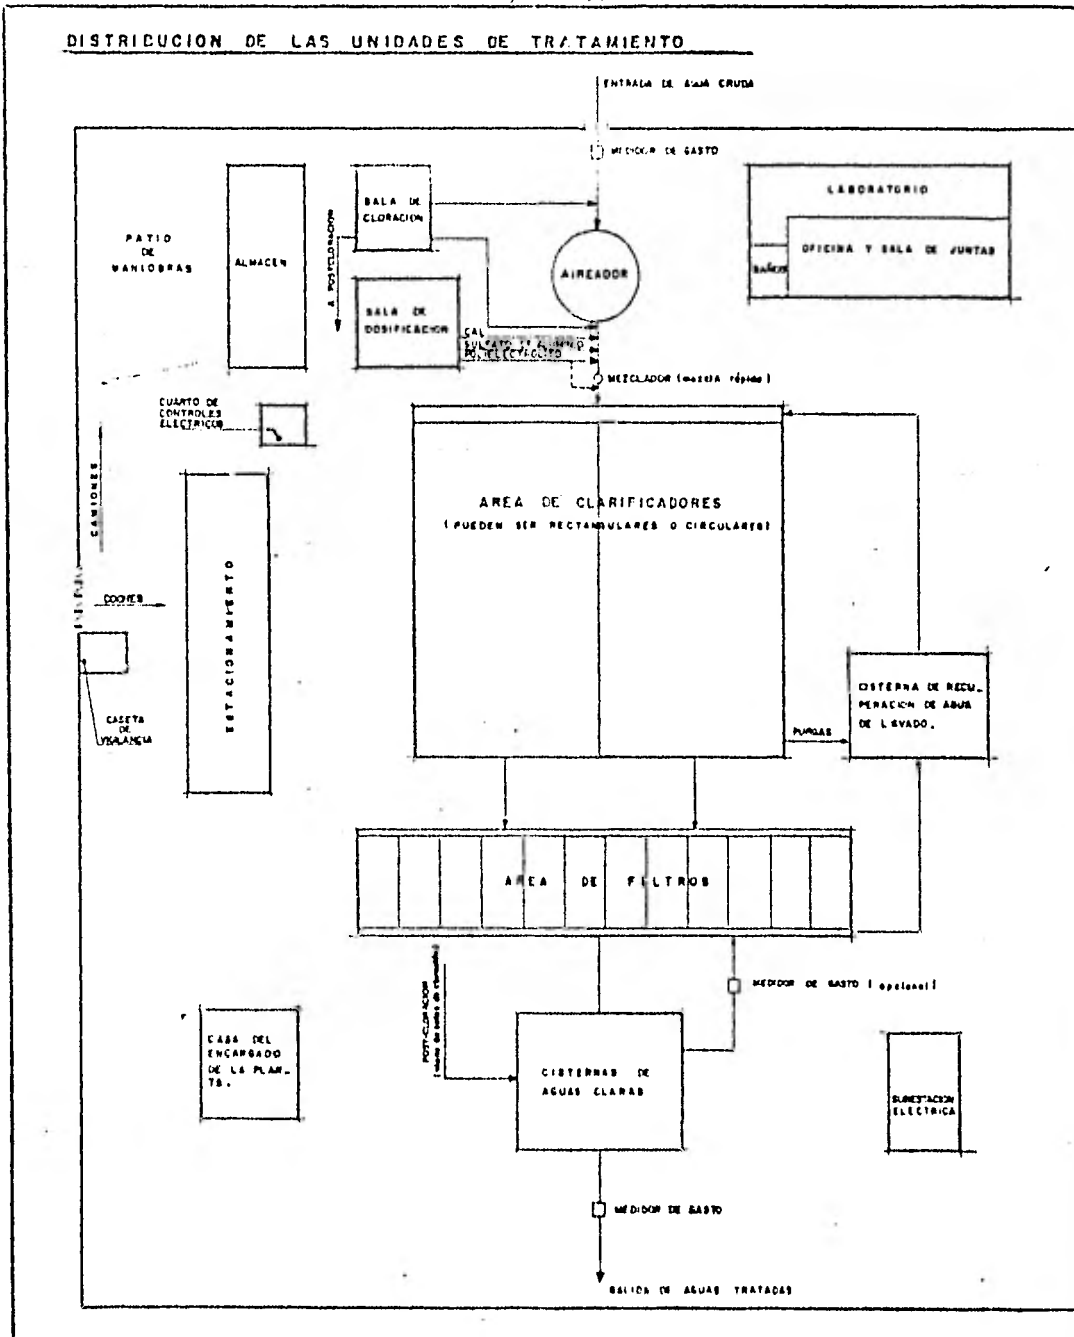 DISTRIBUCION DE LAS UNIDADES DE TRATAMIENTO
ENTRADA DE AGUA CRUDA
MEDIDOR DE GASTO
SALA DE
CLORACION
A POSTCLORACION
PATIO
DE
MANIOBRAS
ALMACEN
AIREADOR
LABORATORIO
OFICINA Y SALA DE JUNTAS
BAÑOS
SALA DE
DOSIFICACION
CAL
SULFATO DE ALUMINIO
POLIELECTROLITO
MEZCLADOR (mezcla rápida)
CUARTO DE
CONTROLES
ELECTRICOS
CAMIONES
AREA DE CLARIFICADORES
(PUEDEN SER RECTANGULARES O CIRCULARES)
COCHES
ESTACIONAMIENTO
CASETA
DE
VIGILANCIA
CISTERNA DE RECU_
PERACION DE AGUA
DE LAVADO.
PURGAS
AREA DE FILTROS
POST-CLORACION
MEDIDOR DE GASTO (opcional)
CASA DEL
ENCARGADO
DE LA PLAN_
TA.
CISTERNAS DE
AGUAS CLARAS
SUBESTACION
ELECTRICA
MEDIDOR DE GASTO
SALIDA DE AGUAS TRATADAS